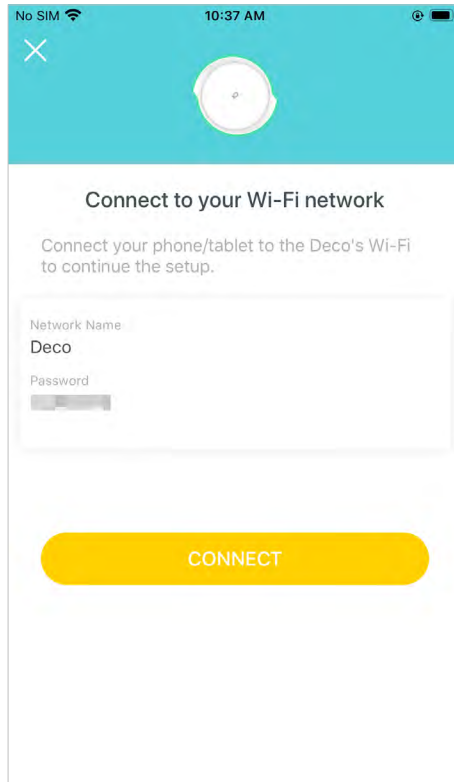 No SIM 10:37 AM
Connect to your Wi-Fi network
Connect your phone/tablet to the Deco's Wi-Fi
to continue the setup.
Network Name
Deco
Password
CONNECT